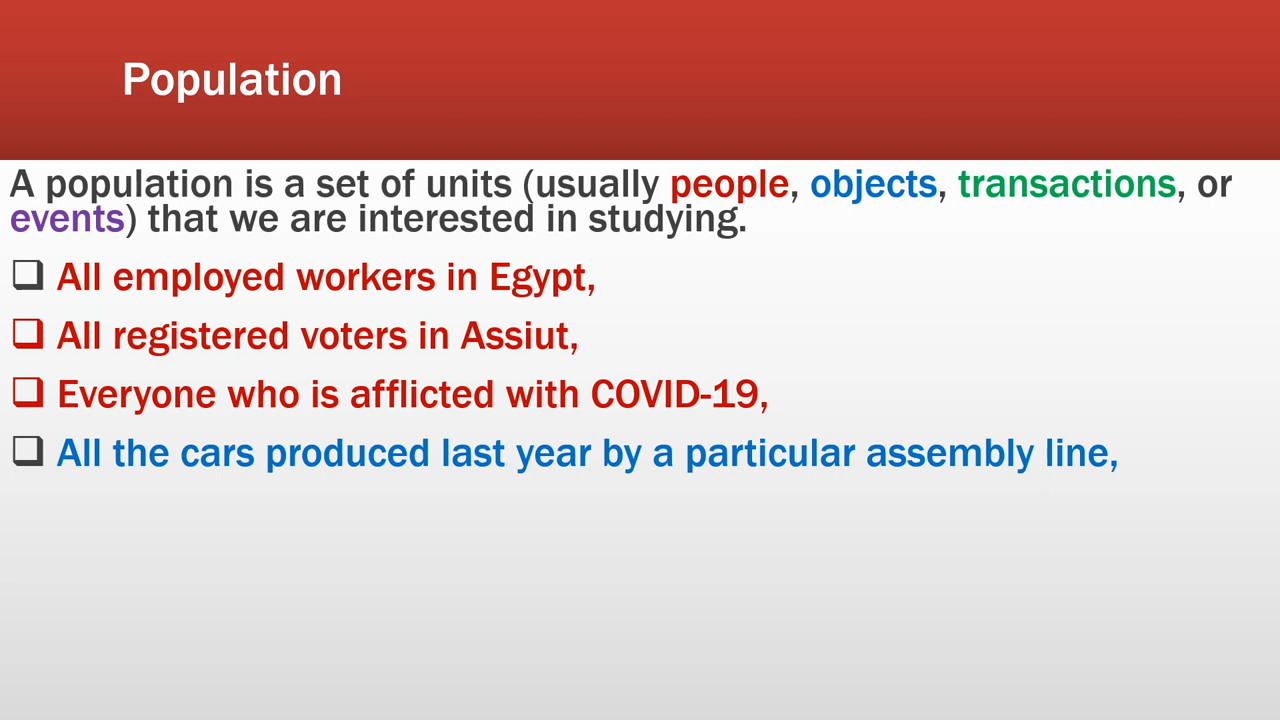 Population
A population is a set of units (usually people, objects, transactions, or
events) that we are interested in studying.
❑ All employed workers in Egypt,
❑ All registered voters in Assiut,
❑ Everyone who is afflicted with COVID-19,
❑ All the cars produced last year by a particular assembly line,